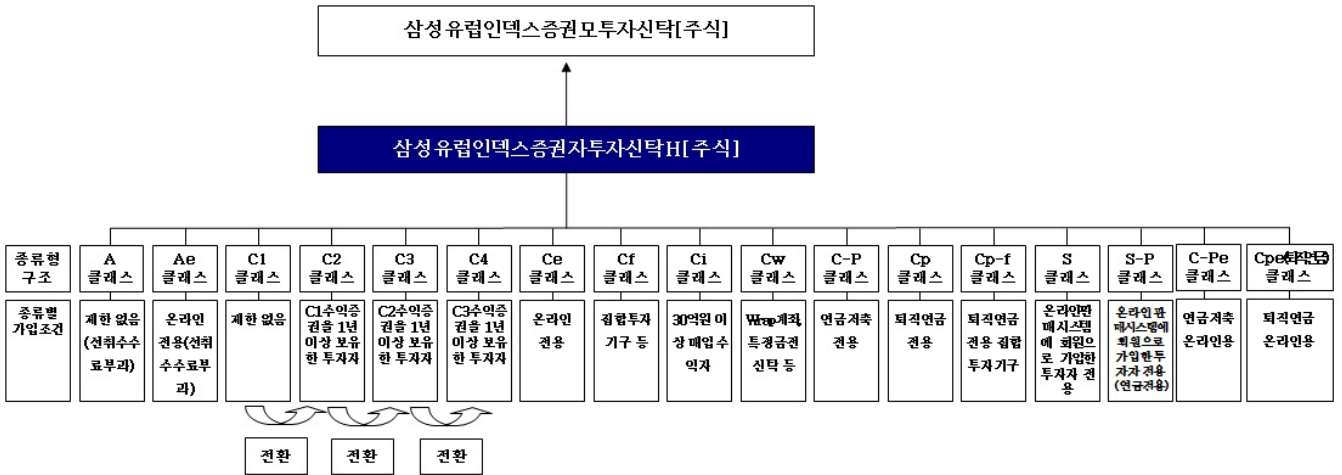 삼성유럽인덱스증권모투자신탁[주식]
삼성유럽인덱스증권자투자신탁H[주식]
종류형
구조
A
클래스
Ae
클래스
C1
클래스
C2
클래스
C3
클래스
C4
클래스
Ce
클래스
Cf
클래스
Ci
클래스
Cw
클래스
C-P
클래스
Cp
클래스
Cp-f
클래스
S
클래스
S-P
클래스
C-Pe
클래스
Cpe(퇴직연금)
클래스
종류별
가입조건
제한 없음
(선취수수
료부과)
온라인
전용(선취
수수료부
과)
제한 없음
C1수익증
권을 1년
이상 보유
한 투자자
C2수익증
권을 1년
이상 보유
한 투자자
C3수익증
권을 1년
이상 보유
한 투자자
온라인
전용
집합투자
기구 등
30억원 이
상 매입 수
익자
Wrap계좌,
특정금전
신탁 등
연금저축
전용
퇴직연금
전용
퇴직연금
전용 집합
투자기구
온라인판
매시스템
에 회원으
로 가입한
투자자 전
용
온라인 판
매시스템에
회원으로
가입한 투
자자 전용
(연금전용)
연금저축
온라인용
퇴직연금
온라인용
전환
전환
전환